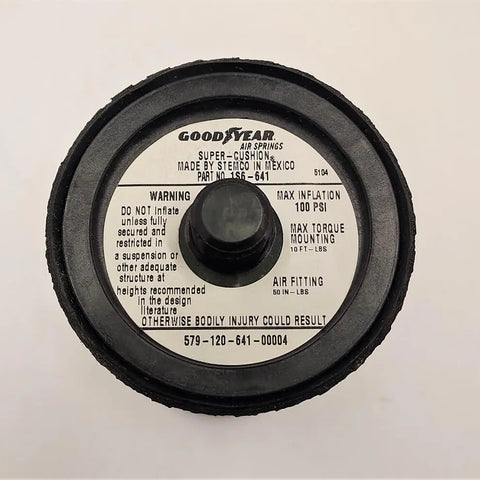 GOODYEAR
AIR SPRINGS
SUPER-CUSHION®
MADE BY STEMCO IN MEXICO
PART NO. 1S6-641
5104
WARNING
DO NOT Inflate
unless fully
secured and
restricted in
a suspension or
other adequate
structure at
heights recommended
in the design
literature
MAX INFLATION
100 PSI
MAX TORQUE
MOUNTING
10 FT-LBS
AIR FITTING
50 IN-LBS
OTHERWISE BODILY INJURY COULD RESULT
579-120-641-00004